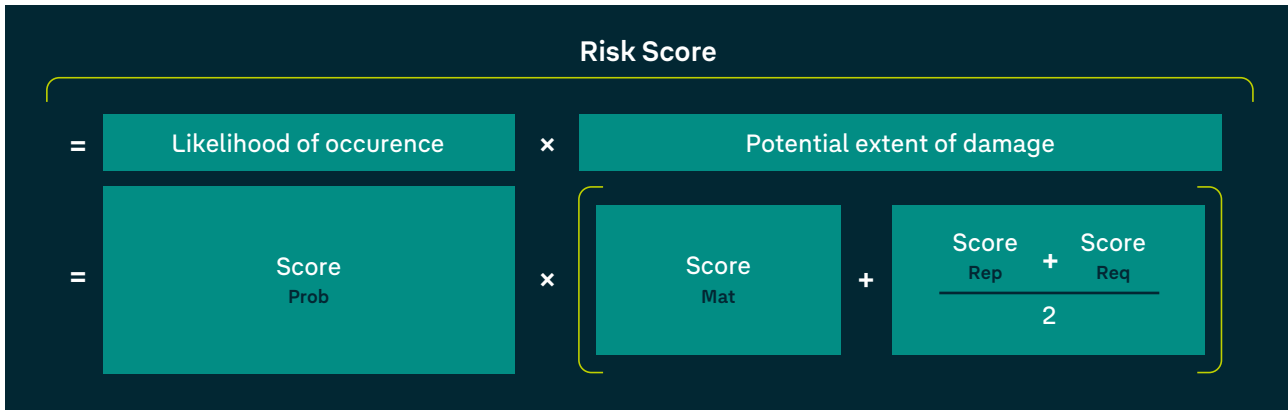 Risk Score
= Likelihood of occurence × Potential extent of damage
= Score Prob × [ Score Mat + Score Rep + Score Req
2 ]